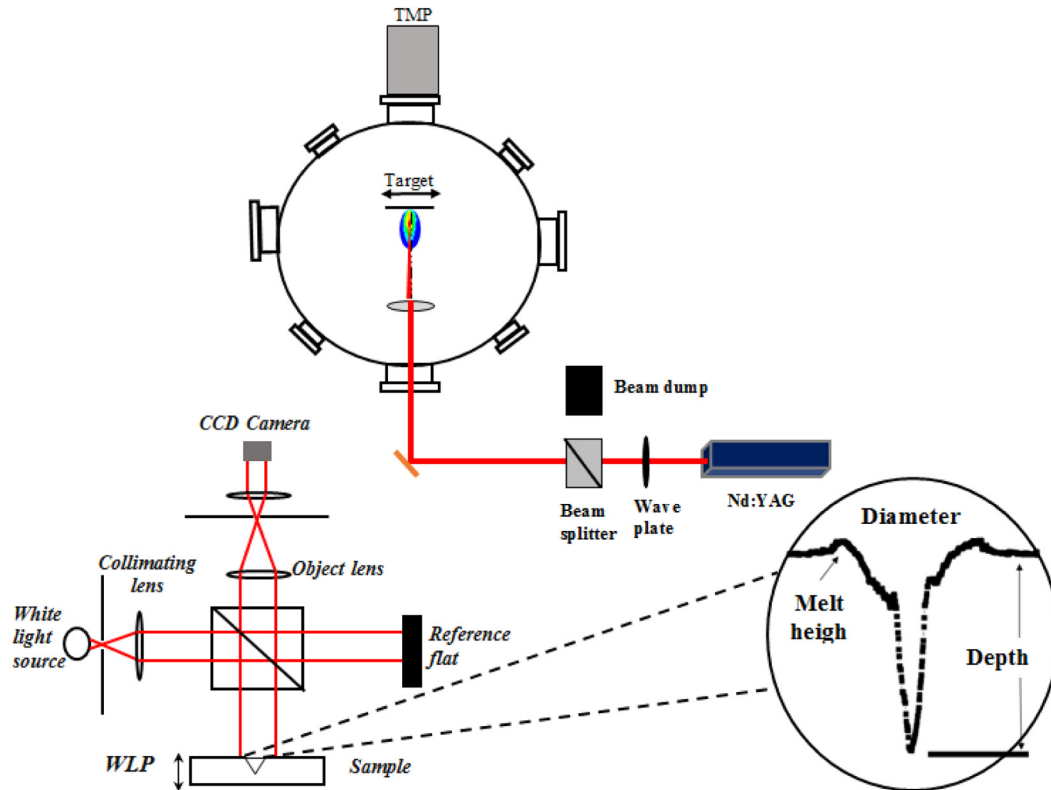 TMP
Target
Beam dump
CCD Camera
Nd:YAG
Beam
splitter
Wave
plate
Diameter
Collimating
lens
Object lens
Melt
heigh
White
light
source
Reference
flat
Depth
WLP
Sample